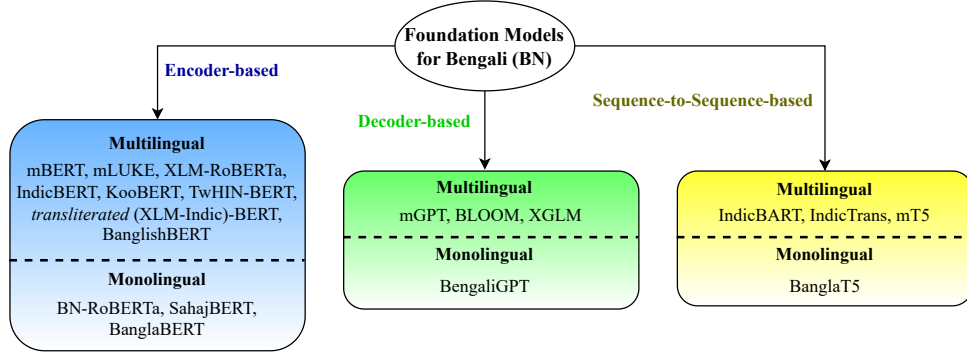 Foundation Models
for Bengali (BN)
Encoder-based
Decoder-based
Sequence-to-Sequence-based
Multilingual
mBERT, mLUKE, XLM-RoBERTa,
IndicBERT, KooBERT, TwHIN-BERT,
transliterated (XLM-Indic)-BERT,
BanglishBERT
Monolingual
BN-RoBERTa, SahajBERT,
BanglaBERT
Multilingual
mGPT, BLOOM, XGLM
Monolingual
BengaliGPT
Multilingual
IndicBART, IndicTrans, mT5
Monolingual
BanglaT5